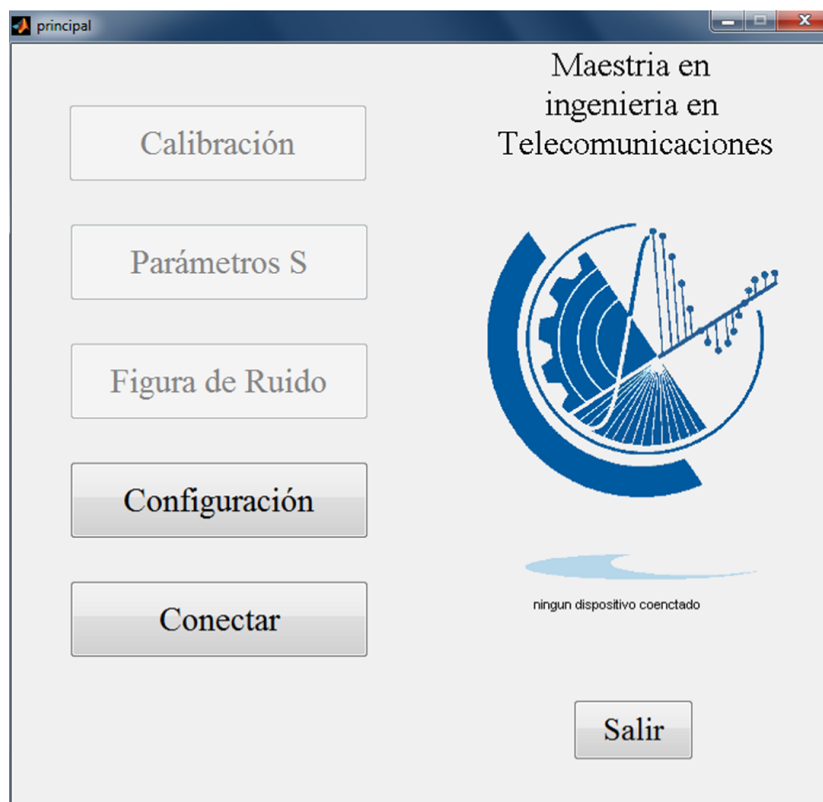 principal
Maestria en
ingenieria en
Telecomunicaciones
Calibración
Parámetros S
Figura de Ruido
Configuración
Conectar
ningun dispositivo coenctado
Salir